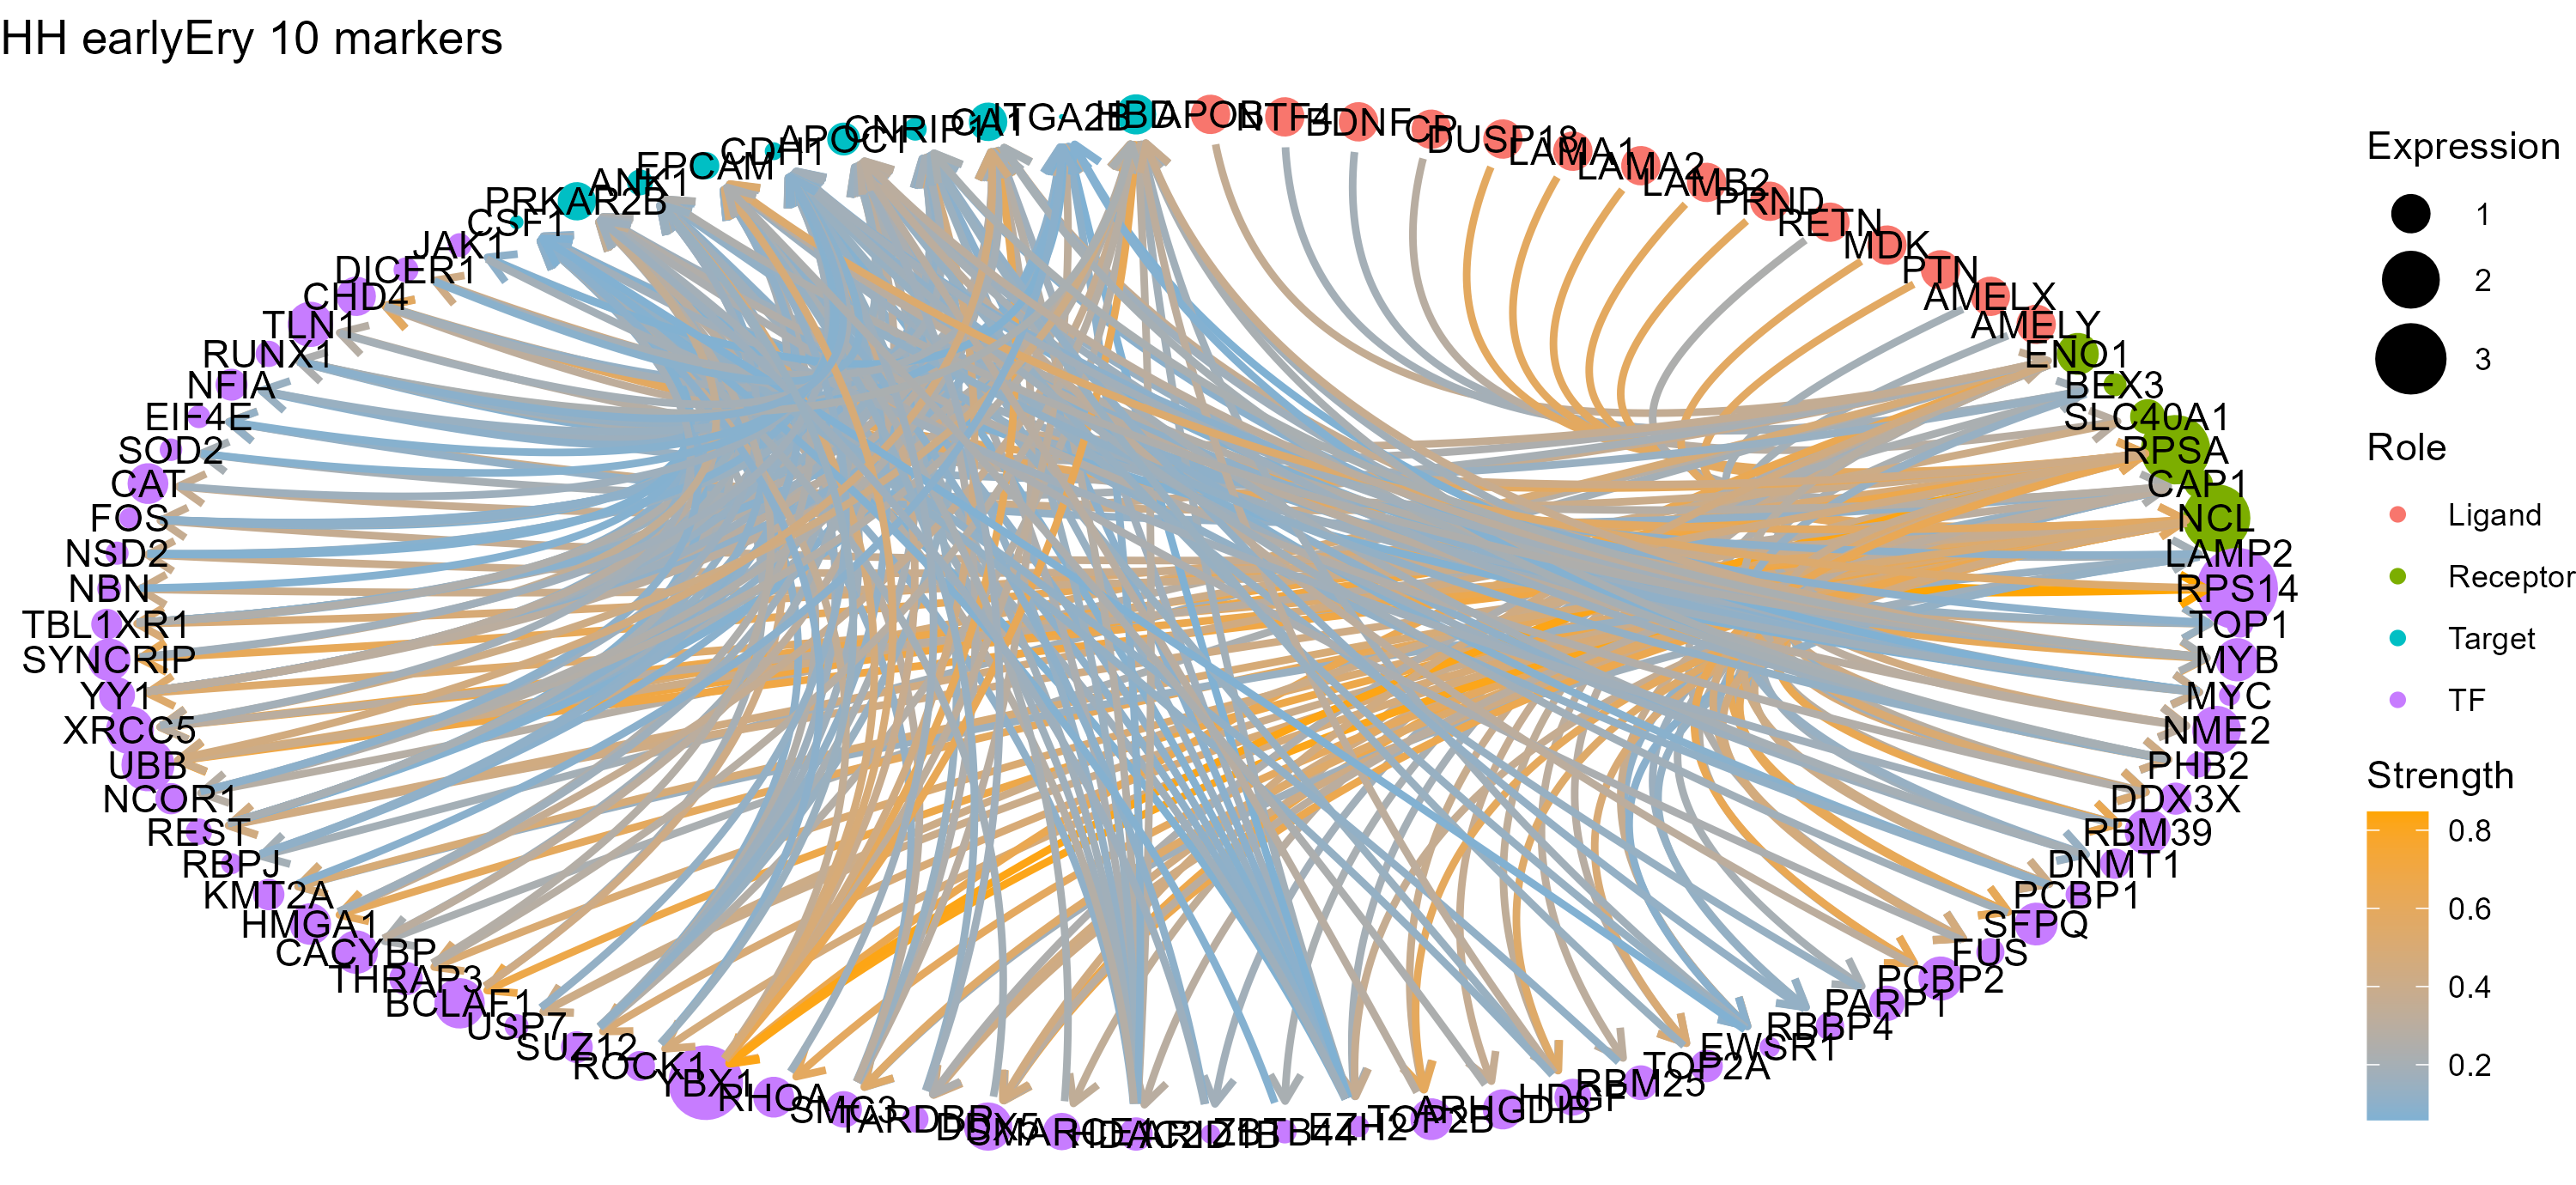 HH earlyEry 10 markers
HBD
APOB
NTF4
BDNF
CP
DUSP18
LAMA1
LAMA2
LAMB2
PRND
RETN
MDK
PTN
AMELX
AMELY
ENO1
BEX3
SLC40A1
RPSA
CAP1
NCL
LAMP2
RPS14
TOP1
MYB
MYC
NME2
PHB2
DDX3X
RBM39
DNMT1
PCBP1
SFPQ
FUS
PCBP2
PARP1
RBBP4
EWSR1
TOP2A
RBM25
HDGF
ARHGDIB
TOP2B
EZH2
ZBTB44
HDAC2
DDX5
TARDBP
SMC3
RHOA
YBX1
ROCK1
SUZ12
USP7
BCLAF1
THRAP3
CACYBP
HMGA1
KMT2A
RBPJ
REST
NCOR1
UBB
XRCC5
YY1
SYNCRIP
TBL1XR1
NBN
NSD2
FOS
CAT
SOD2
EIF4E
NFIA
RUNX1
TLN1
CHD4
DICER1
JAK1
CSF1
PRKAR2B
ANK1
EPCAM
CDH1
APOC1
CNRIP1
CA1
ITGA2B
Expression
1
2
3
Role
Ligand
Receptor
Target
TF
Strength
0.8
0.6
0.4
0.2